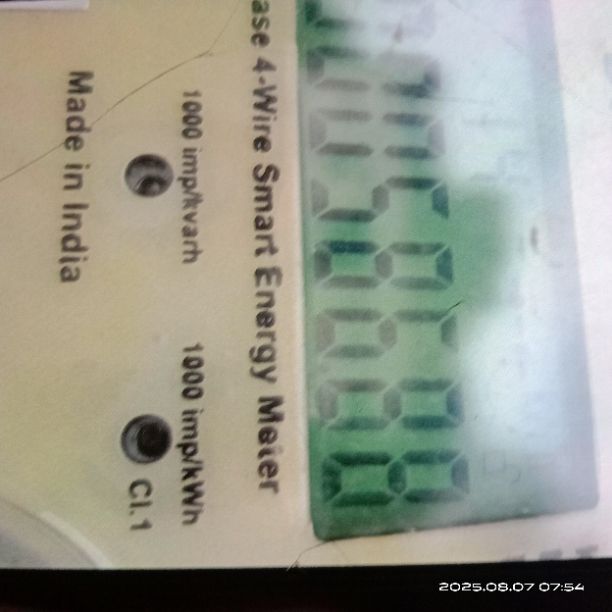 4-Wire Smart Energy Meter
1000 imp/kvarh 1000 imp/kWh
Cl.1
Made in India
2025.08.07 07:54